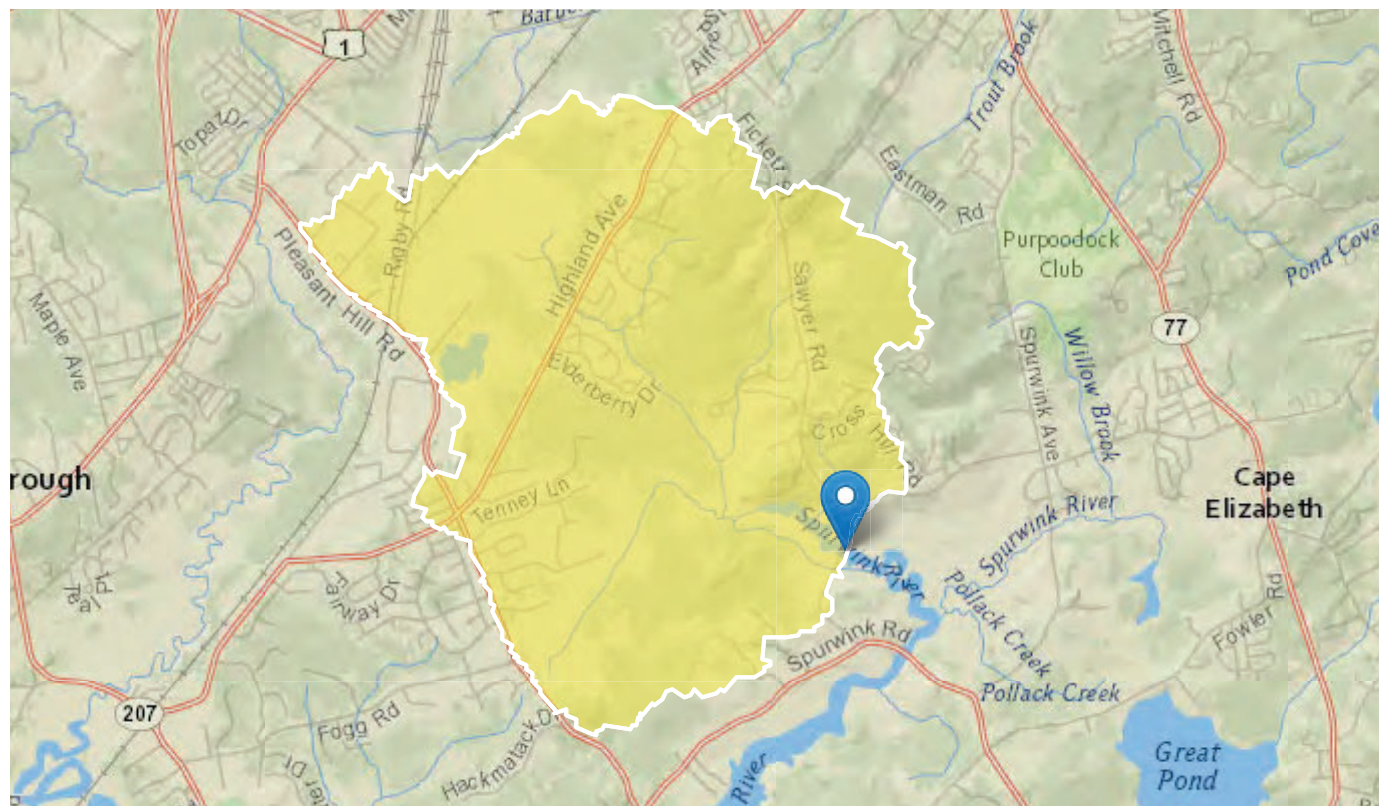 1
Topaz Dr
Trout Brook
Mitchell Rd
Eastman Rd
Purpoodock
Club
Pond Cove
Rigby Rd
Pleasant Hill Rd
Highland Ave
Sawyer Rd
Maple Ave
77
Spurwink Ave
Willow Brook
Elderberry Dr
Cross Hill Rd
rough
Tenney Ln
Cape
Elizabeth
Spurwink River
Spurwink River
Pollack Creek
Teal Pl
Fairway Dr
Fowler Rd
Spurwink Rd
Pollack Creek
207
Fogg Rd
Hackmatack Dr
River
Great
Pond